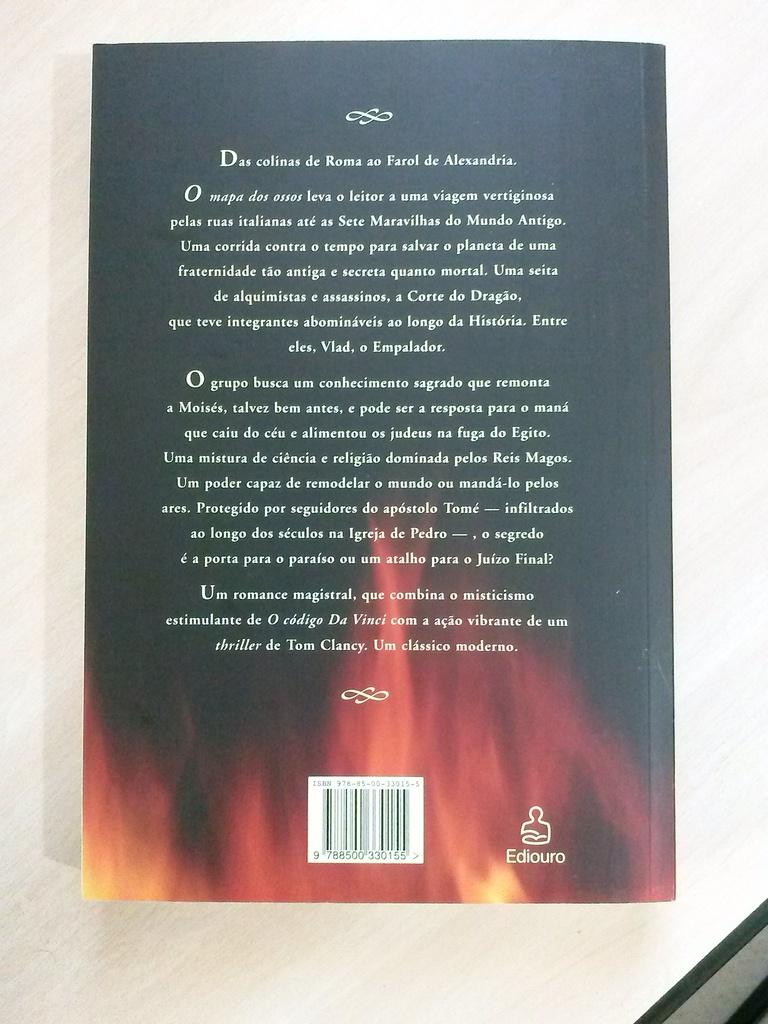 Das colinas de Roma ao Farol de Alexandria.
O mapa dos ossos leva o leitor a uma viagem vertiginosa
pelas ruas italianas até as Sete Maravilhas do Mundo Antigo.
Uma corrida contra o tempo para salvar o planeta de uma
fraternidade tão antiga e secreta quanto mortal. Uma seita
de alquimistas e assassinos, a Corte do Dragão,
que teve integrantes abomináveis ao longo da História. Entre
eles, Vlad, o Empalador.
O grupo busca um conhecimento sagrado que remonta
a Moisés, talvez bem antes, e pode ser a resposta para o maná
que caiu do céu e alimentou os judeus na fuga do Egito.
Uma mistura de ciência e religião dominada pelos Reis Magos.
Um poder capaz de remodelar o mundo ou mandá-lo pelos
ares. Protegido por seguidores do apóstolo Tomé — infiltrados
ao longo dos séculos na Igreja de Pedro — , o segredo
é a porta para o paraíso ou um atalho para o Juízo Final?
Um romance magistral, que combina o misticismo
estimulante de O código Da Vinci com a ação vibrante de um
thriller de Tom Clancy. Um clássico moderno.
ISBN 978-85-00-33015-5
9 788500 330155 >
Ediouro